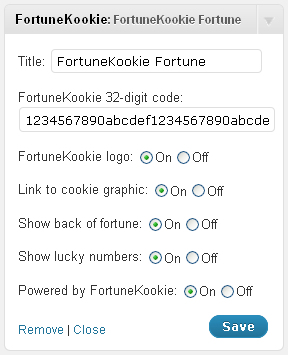 FortuneKookie: FortuneKookie Fortune
Title: FortuneKookie Fortune
FortuneKookie 32-digit code:
1234567890abcdef1234567890abcde
FortuneKookie logo: On Off
Link to cookie graphic: On Off
Show back of fortune: On Off
Show lucky numbers: On Off
Powered by FortuneKookie: On Off
Remove | Close Save